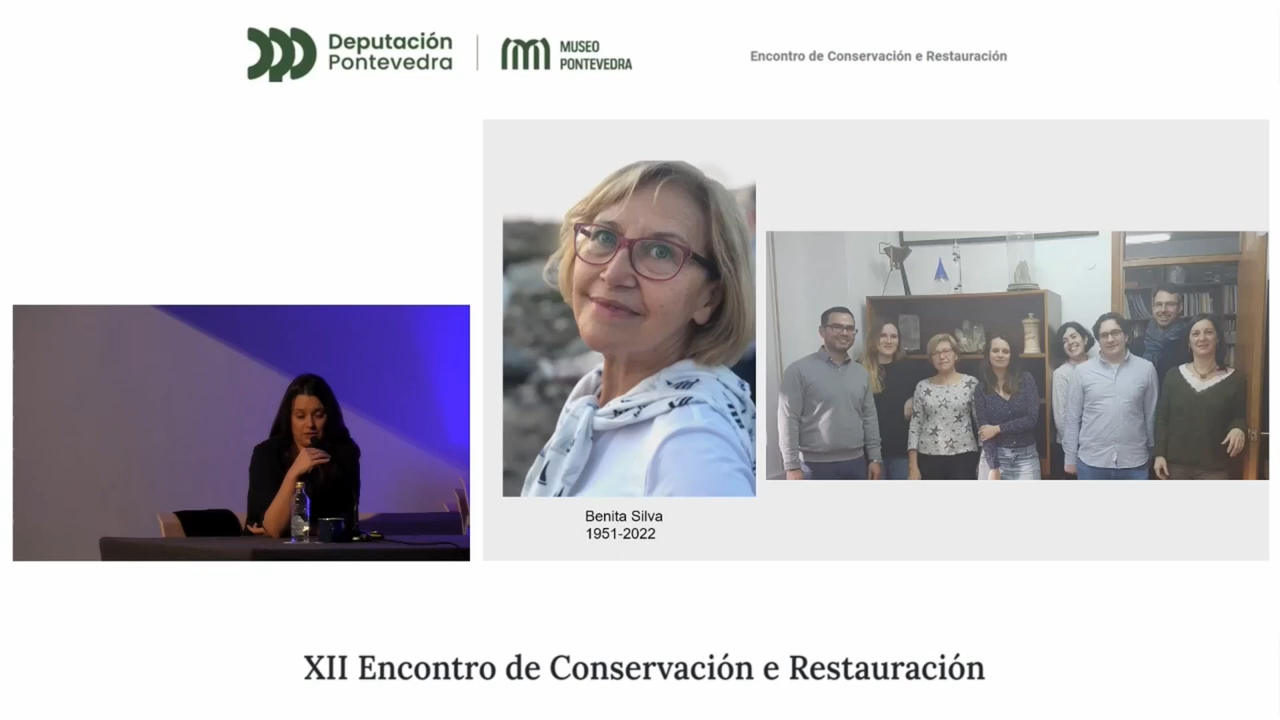 Deputación
Pontevedra
MUSEO
PONTEVEDRA
Encontro de Conservación e Restauración
Benita Silva
1951-2022
XII Encontro de Conservación e Restauración